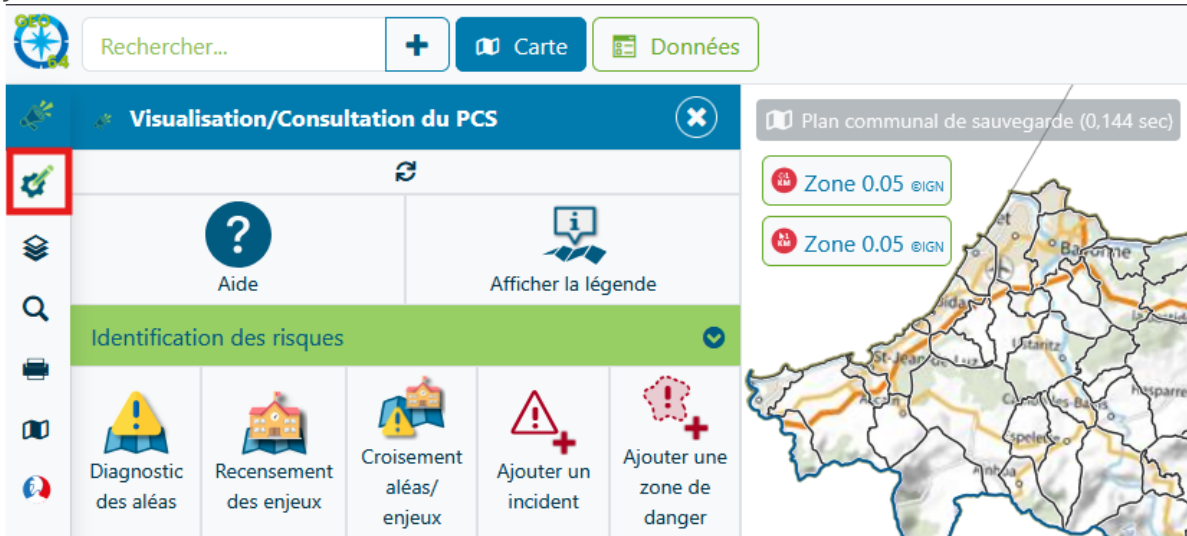 GEO
64
Rechercher...
Carte
Données
Visualisation/Consultation du PCS
Plan communal de sauvegarde (0,144 sec)
Zone 0.05 ©IGN
Zone 0.05 ©IGN
Aide
Afficher la légende
Identification des risques
Diagnostic
des aléas
Recensement
des enjeux
Croisement
aléas/
enjeux
Ajouter un
incident
Ajouter une
zone de
danger
Bayonne
Bidar
Ustaritz
St-Jean-de-Luz
Ascain
Cambo-les-Bains
Hasparre
Espelette
Ainhoa